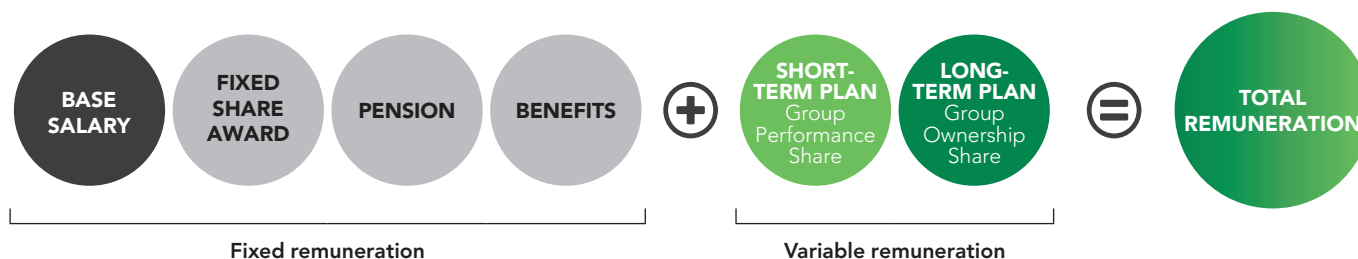 BASE
SALARY
FIXED
SHARE
AWARD
PENSION
BENEFITS
+
SHORT-
TERM PLAN
Group
Performance
Share
LONG-
TERM PLAN
Group
Ownership
Share
=
TOTAL
REMUNERATION
Fixed remuneration
Variable remuneration